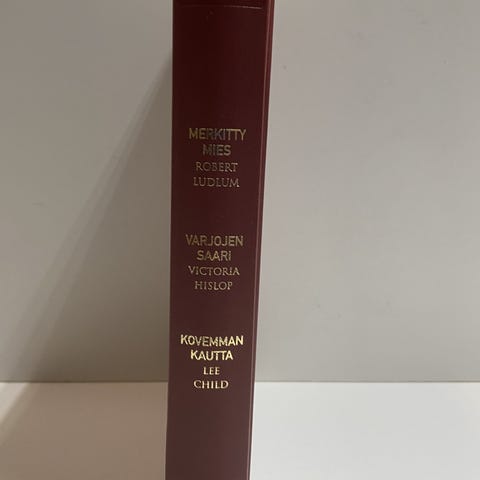 MERKITTY
MIES
ROBERT
LUDLUM
VARJOJEN
SAARI
VICTORIA
HISLOP
KOVEMMAN
KAUTTA
LEE
CHILD